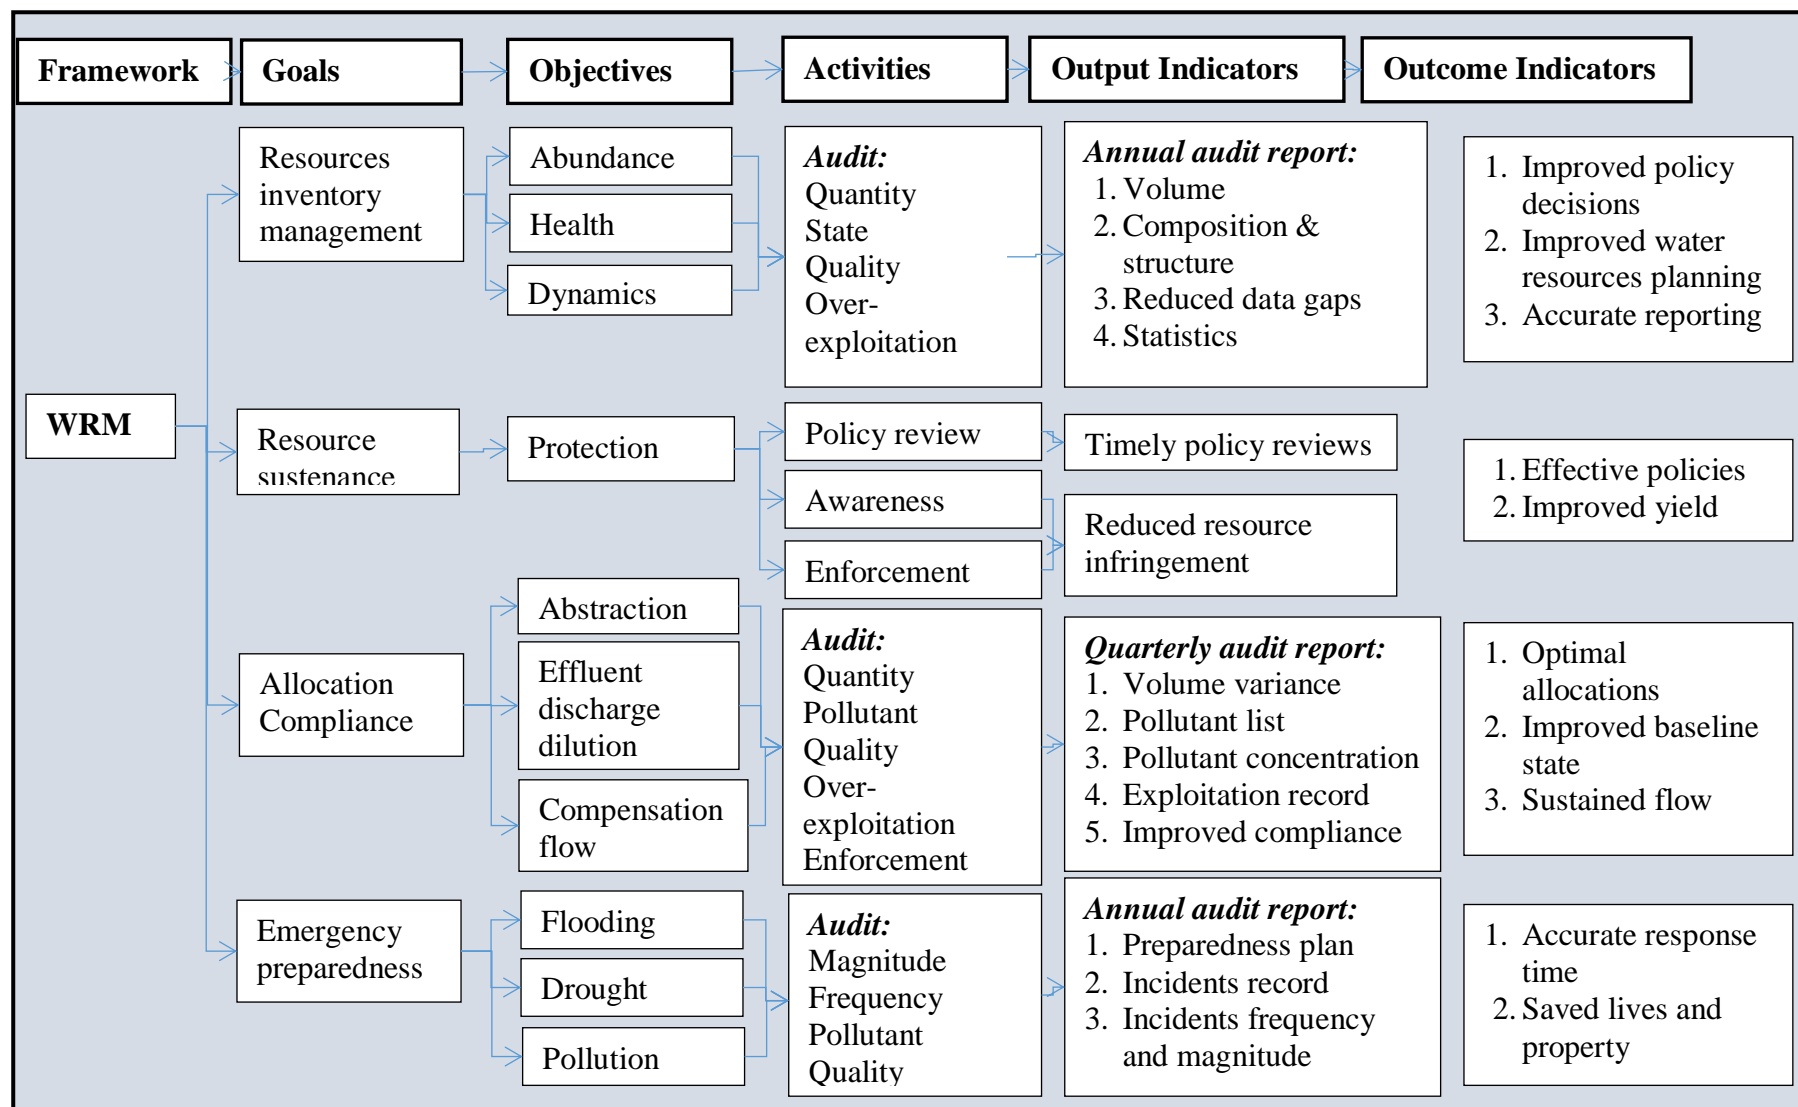 Framework
Goals
Objectives
Activities
Output Indicators
Outcome Indicators
WRM
Resources
inventory
management
Abundance
Health
Dynamics
Audit:
Quantity
State
Quality
Over-
exploitation
Annual audit report:
1. Volume
2. Composition &
structure
3. Reduced data gaps
4. Statistics
1. Improved policy
decisions
2. Improved water
resources planning
3. Accurate reporting
Resource
sustenance
Protection
Policy review
Awareness
Enforcement
Timely policy reviews
Reduced resource
infringement
1. Effective policies
2. Improved yield
Allocation
Compliance
Abstraction
Effluent
discharge
dilution
Compensation
flow
Audit:
Quantity
Pollutant
Quality
Over-
exploitation
Enforcement
Quarterly audit report:
1. Volume variance
2. Pollutant list
3. Pollutant concentration
4. Exploitation record
5. Improved compliance
1. Optimal
allocations
2. Improved baseline
state
3. Sustained flow
Emergency
preparedness
Flooding
Drought
Pollution
Audit:
Magnitude
Frequency
Pollutant
Quality
Annual audit report:
1. Preparedness plan
2. Incidents record
3. Incidents frequency
and magnitude
1. Accurate response
time
2. Saved lives and
property